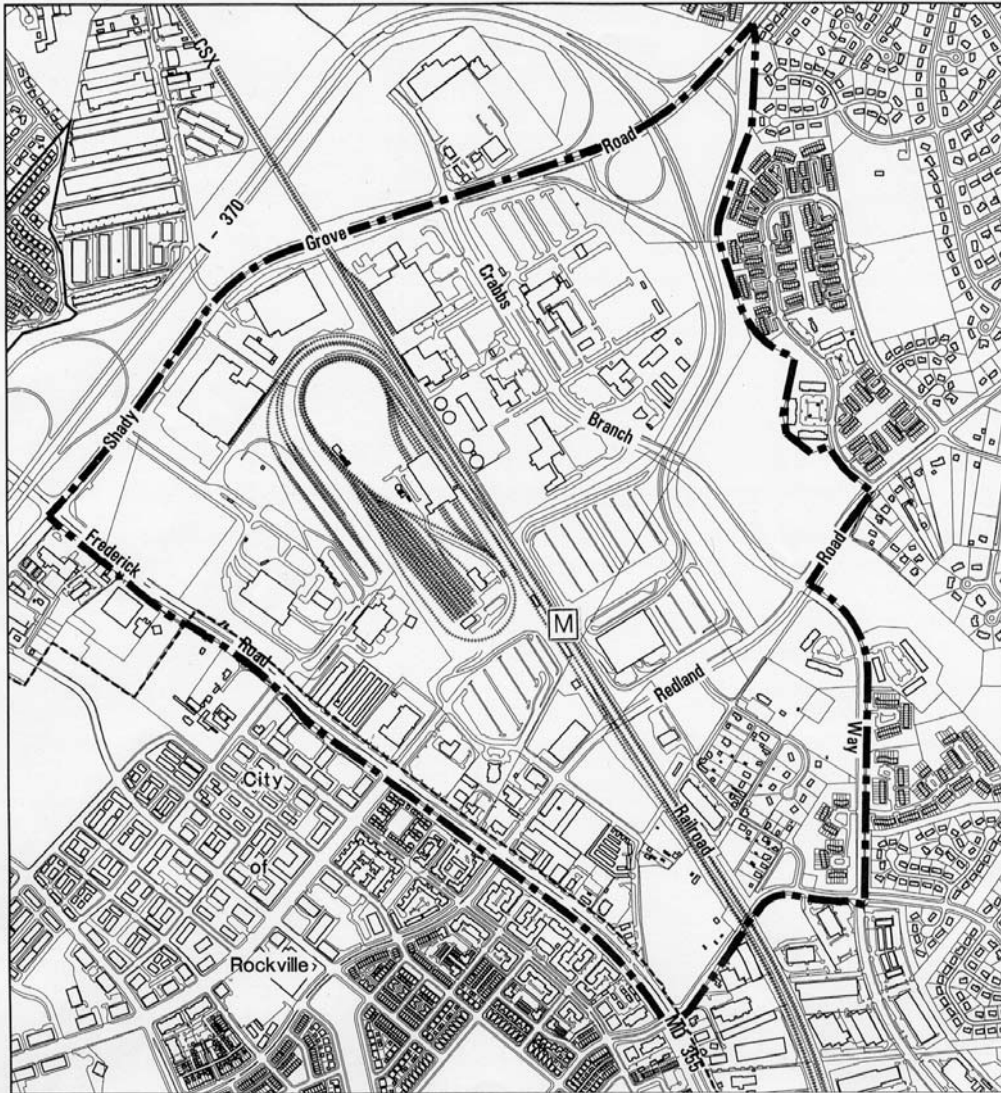 CSX
Road
I - 370
Grove
Crabbs
Shady
Branch
Frederick
Road
M
Road
Redland
Way
City
Railroad
of
Rockville>
MD 355